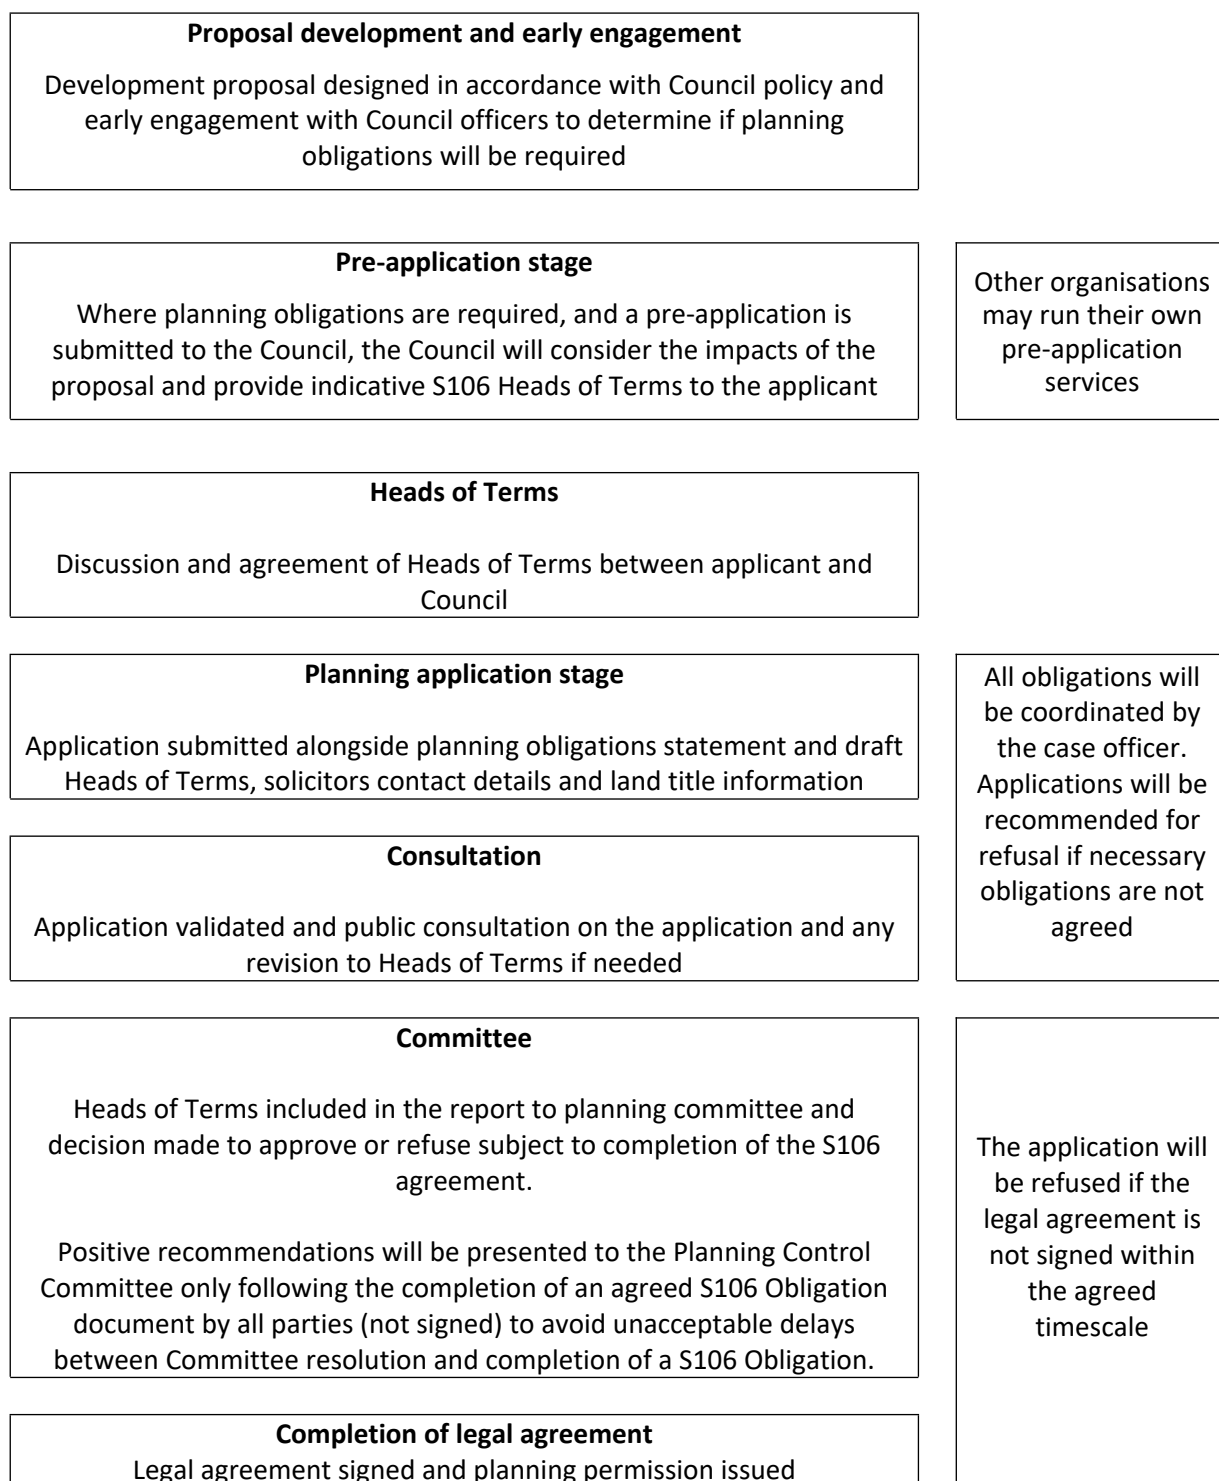 Proposal development and early engagement
Development proposal designed in accordance with Council policy and
early engagement with Council officers to determine if planning
obligations will be required
Pre-application stage
Where planning obligations are required, and a pre-application is
submitted to the Council, the Council will consider the impacts of the
proposal and provide indicative S106 Heads of Terms to the applicant
Other organisations
may run their own
pre-application
services
Heads of Terms
Discussion and agreement of Heads of Terms between applicant and
Council
Planning application stage
Application submitted alongside planning obligations statement and draft
Heads of Terms, solicitors contact details and land title information
All obligations will
be coordinated by
the case officer.
Applications will be
recommended for
refusal if necessary
obligations are not
agreed
Consultation
Application validated and public consultation on the application and any
revision to Heads of Terms if needed
Committee
Heads of Terms included in the report to planning committee and
decision made to approve or refuse subject to completion of the S106
agreement.
Positive recommendations will be presented to the Planning Control
Committee only following the completion of an agreed S106 Obligation
document by all parties (not signed) to avoid unacceptable delays
between Committee resolution and completion of a S106 Obligation.
The application will
be refused if the
legal agreement is
not signed within
the agreed
timescale
Completion of legal agreement
Legal agreement signed and planning permission issued